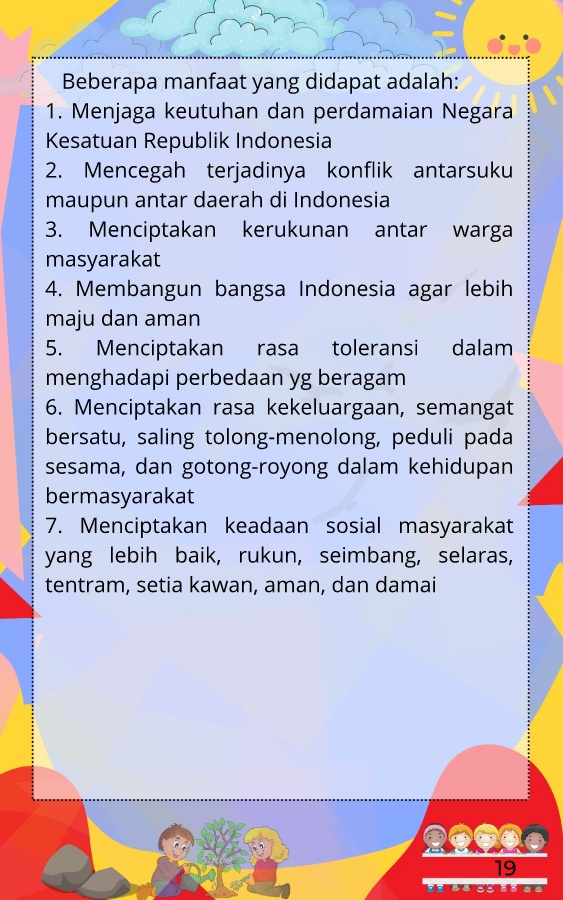 Beberapa manfaat yang didapat adalah:
1. Menjaga keutuhan dan perdamaian Negara
Kesatuan Republik Indonesia
2. Mencegah terjadinya konflik antarsuku
maupun antar daerah di Indonesia
3. Menciptakan kerukunan antar warga
masyarakat
4. Membangun bangsa Indonesia agar lebih
maju dan aman
5. Menciptakan rasa toleransi dalam
menghadapi perbedaan yg beragam
6. Menciptakan rasa kekeluargaan, semangat
bersatu, saling tolong-menolong, peduli pada
sesama, dan gotong-royong dalam kehidupan
bermasyarakat
7. Menciptakan keadaan sosial masyarakat
yang lebih baik, rukun, seimbang, selaras,
tentram, setia kawan, aman, dan damai
19